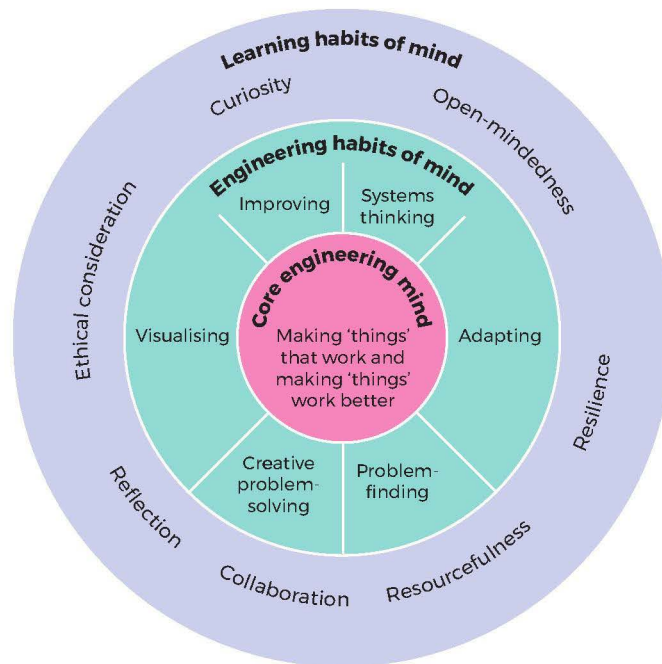 Learning habits of mind
Curiosity
Open-mindedness
Ethical consideration
Resilience
Reflection
Collaboration
Resourcefulness
Engineering habits of mind
Improving
Systems
thinking
Visualising
Adapting
Creative
problem-
solving
Problem-
finding
Core engineering mind
Making ‘things’
that work and
making ‘things’
work better